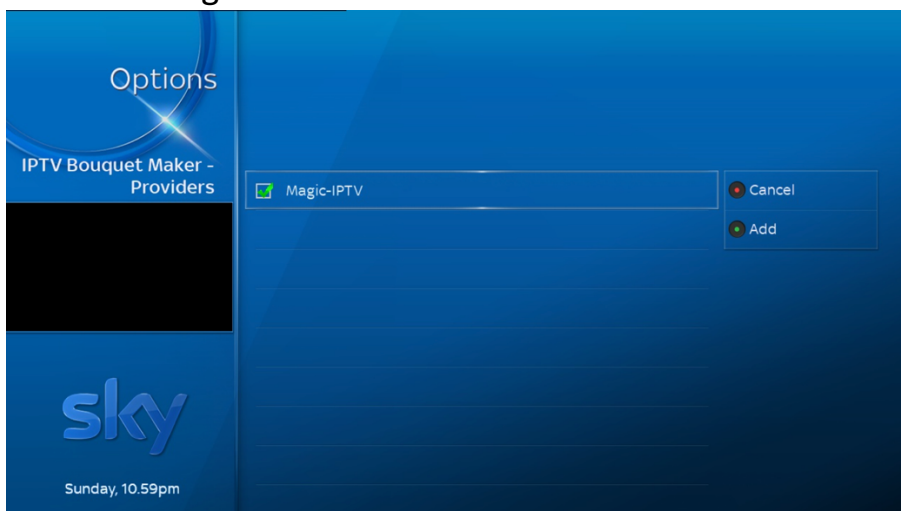 Options
IPTV Bouquet Maker -
Providers
Magic-IPTV
Cancel
Add
sky
Sunday, 10.59pm